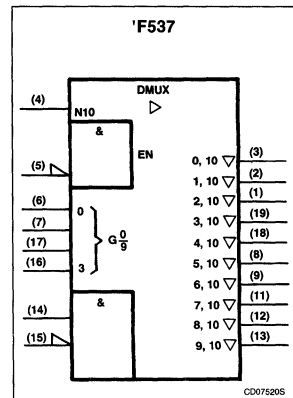 'F537
DMUX
▷
(4)
N10
&
EN
(5)
(6)
0
(7)
G 0/9
(17)
(16)
3
&
(14)
(15)
0, 10 ▽ (3)
1, 10 ▽ (2)
2, 10 ▽ (1)
3, 10 ▽ (19)
4, 10 ▽ (18)
5, 10 ▽ (8)
6, 10 ▽ (9)
7, 10 ▽ (11)
8, 10 ▽ (12)
9, 10 ▽ (13)
CD07520S